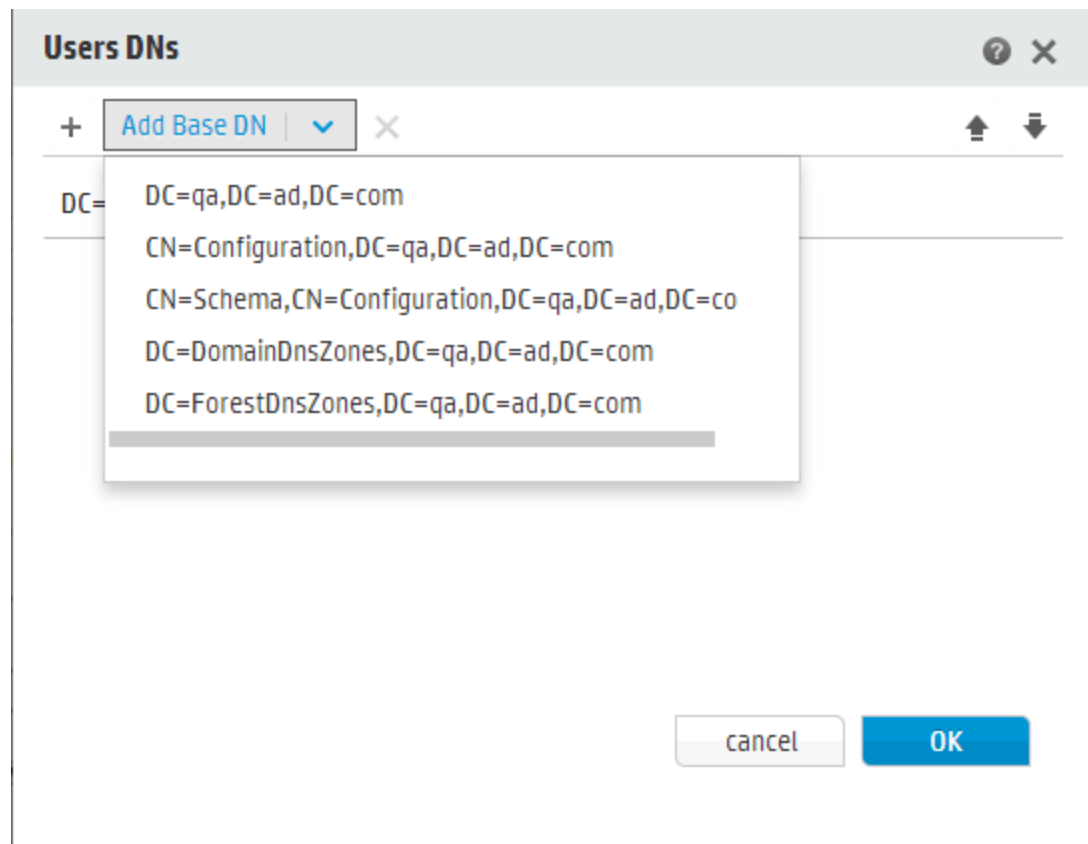 Users DNs
Add Base DN
DC=
DC=qa,DC=ad,DC=com
CN=Configuration,DC=qa,DC=ad,DC=com
CN=Schema,CN=Configuration,DC=qa,DC=ad,DC=co
DC=DomainDnsZones,DC=qa,DC=ad,DC=com
DC=ForestDnsZones,DC=qa,DC=ad,DC=com
cancel OK